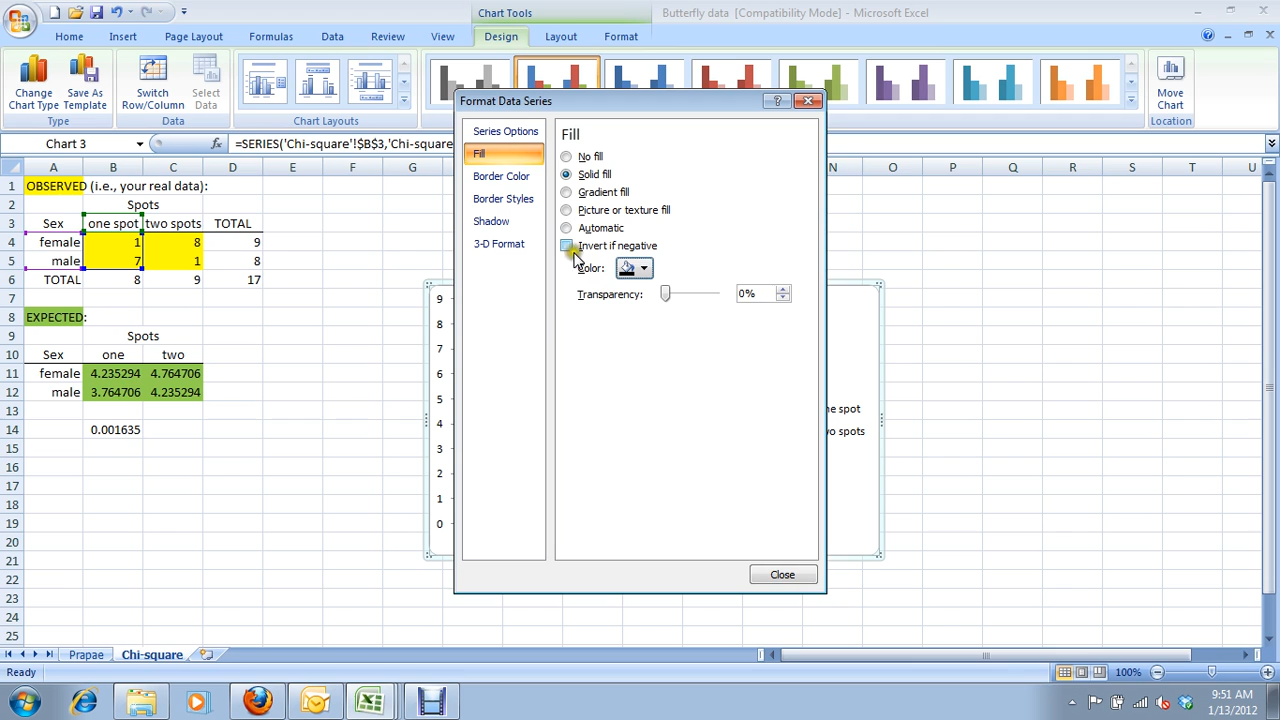 Chart Tools
Butterfly data [Compatibility Mode] - Microsoft Excel
Home Insert Page Layout Formulas Data Review View Design Layout Format
Change Chart Type
Save As Template
Switch Row/Column
Select Data
Move Chart
Type Data Chart Layouts Location
Chart 3 fx =SERIES('Chi-square'!$B$3,'Chi-square
A B C D E F G N O P Q R S T U
1 OBSERVED (i.e., your real data):
2 Spots
3 Sex one spot two spots TOTAL
4 female 1 8 9
5 male 7 1 8
6 TOTAL 8 9 17
7
8 EXPECTED:
9 Spots
10 Sex one two
11 female 4.235294 4.764706
12 male 3.764706 4.235294
13
14 0.001635
15
16
17
18
19
20
21
22
23
24
25
9
8
7
6
5
4
3
2
1
0
ne spot
vo spots
Format Data Series
?
Series Options
Fill
Border Color
Border Styles
Shadow
3-D Format
Fill
No fill
Solid fill
Gradient fill
Picture or texture fill
Automatic
Invert if negative
Color:
Transparency: 0%
Close
Prapae Chi-square
Ready 100%
9:51 AM
1/13/2012